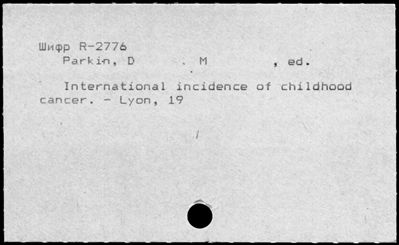 Шифр R-2776
Parkin, D . M , ed.
International incidence of childhood
cancer. - Lyon, 19